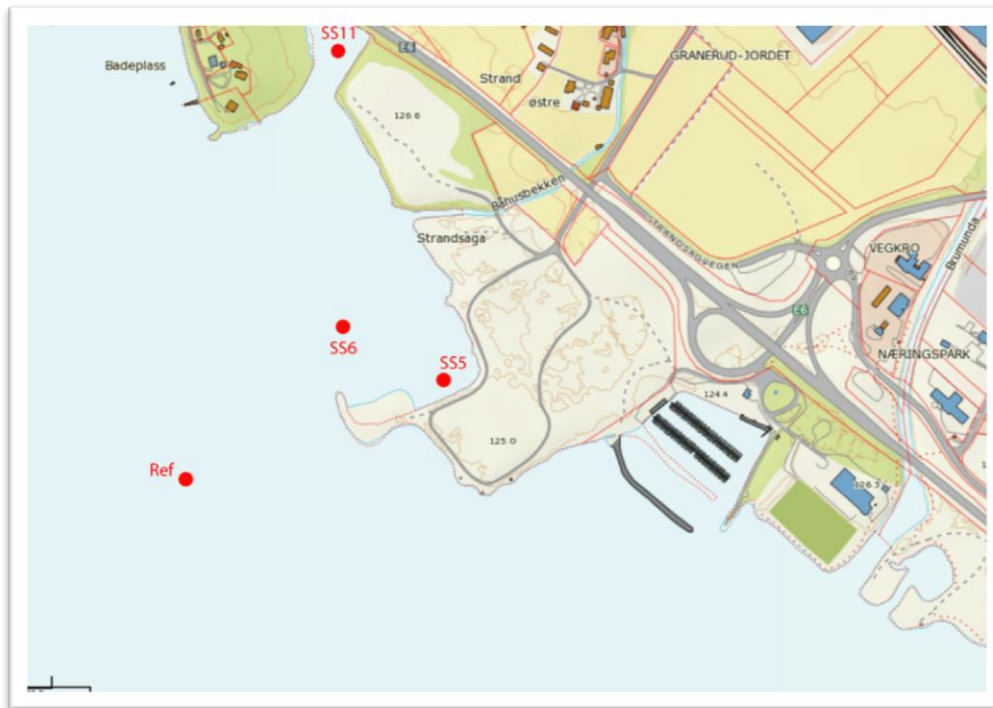 SS11
E6
GRANERUD-JORDET
Badeplass
Strand
østre
126.6
Båhusbekken
Strandsaga
STRANDSAGVEGEN
VEGKRO
Brumunda
E6
SS6
SS5
NÆRINGSPARK
124.4
125.0
Ref
126.3